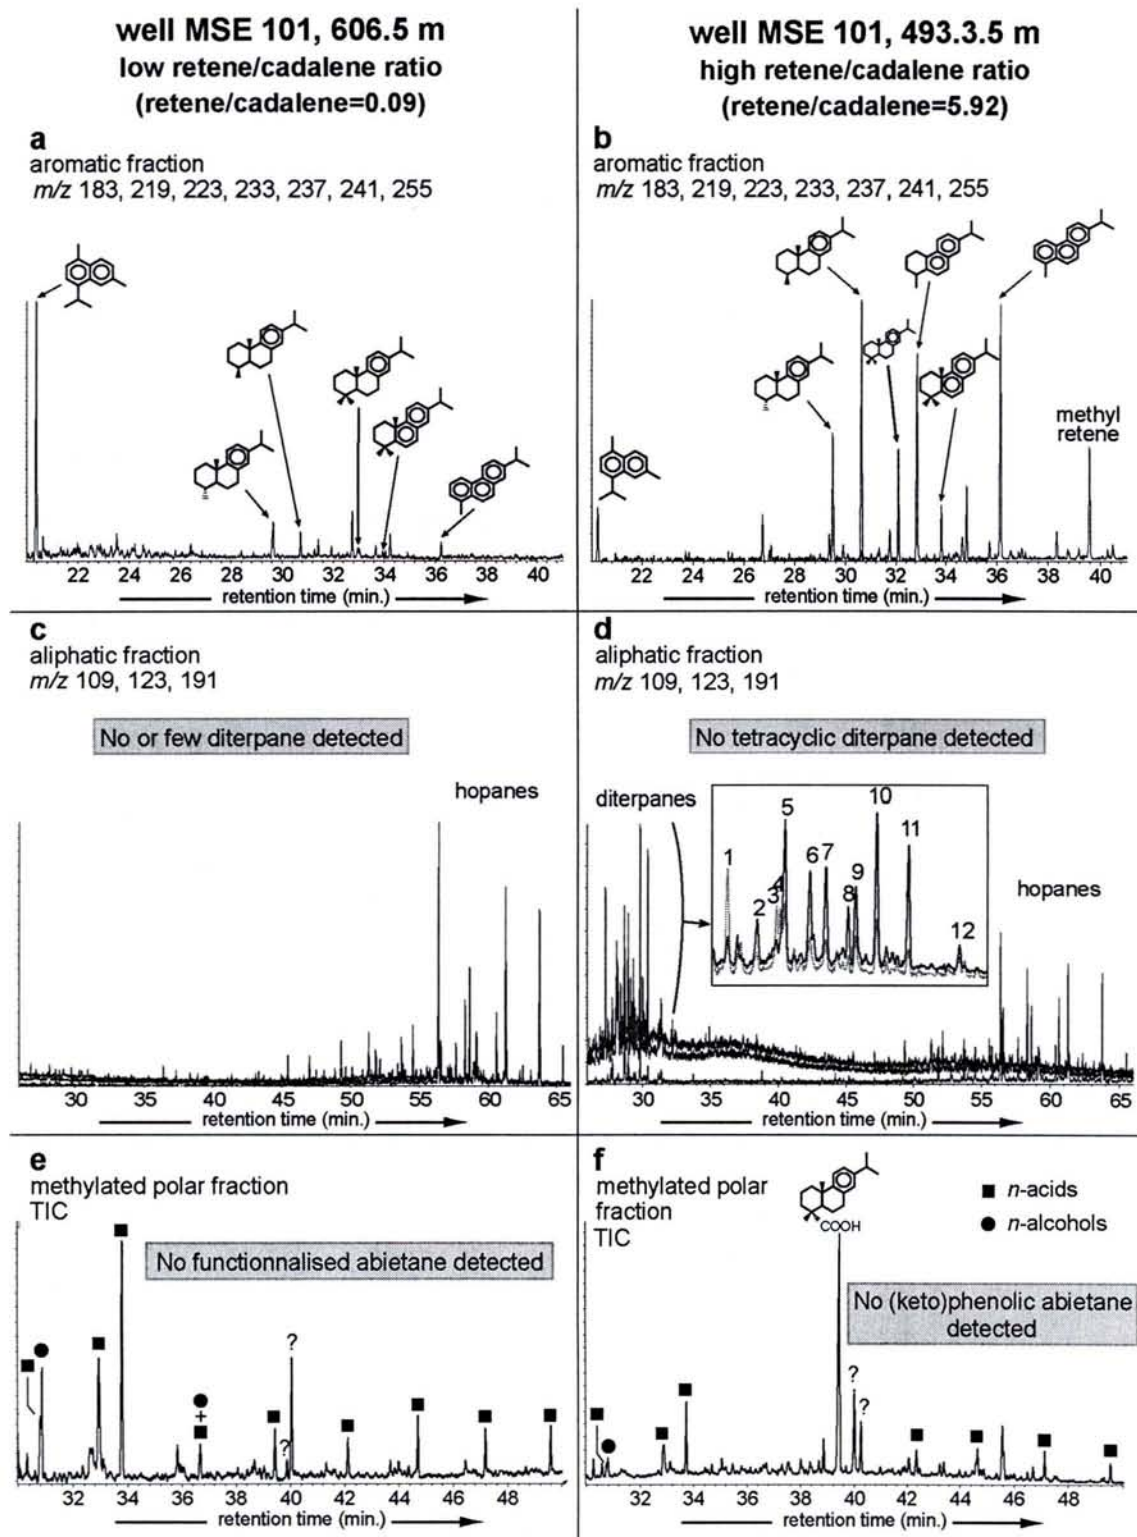 well MSE 101, 606.5 m
low retene/cadalene ratio
(retene/cadalene=0.09)
well MSE 101, 493.3.5 m
high retene/cadalene ratio
(retene/cadalene=5.92)
a
aromatic fraction
m/z 183, 219, 223, 233, 237, 241, 255
22 24 26 28 30 32 34 36 38 40
retention time (min.)
b
aromatic fraction
m/z 183, 219, 223, 233, 237, 241, 255
methyl
retene
22 24 26 28 30 32 34 36 38 40
retention time (min.)
c
aliphatic fraction
m/z 109, 123, 191
No or few diterpane detected
hopanes
30 35 40 45 50 55 60 65
retention time (min.)
d
aliphatic fraction
m/z 109, 123, 191
No tetracyclic diterpane detected
diterpanes
1 2 3 4 5 6 7 8 9 10 11 12
hopanes
30 35 40 45 50 55 60 65
retention time (min.)
e
methylated polar fraction
TIC
No functionnalised abietane detected
+
?
?
32 34 36 38 40 42 44 46 48
retention time (min.)
f
methylated polar
fraction
TIC
COOH
n-acids
n-alcohols
No (keto)phenolic abietane
detected
?
?
32 34 36 38 40 42 44 46 48
retention time (min.)